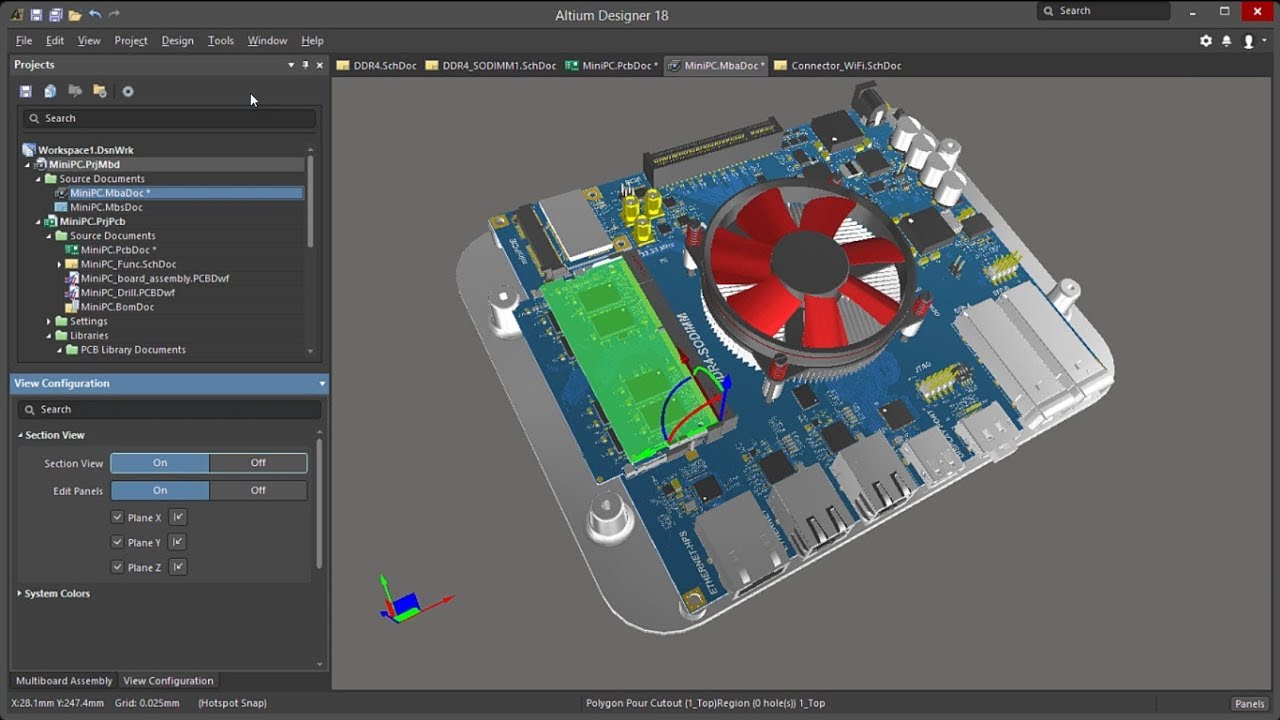 Altium Designer 18
Search
File Edit View Project Design Tools Window Help
Projects
DDR4.SchDoc DDR4_SODIMM1.SchDoc MiniPC.PcbDoc * MiniPC.MbaDoc * Connector_WiFi.SchDoc
Search
Workspace1.DsnWrk
MiniPC.PrjMbd
Source Documents
MiniPC.MbaDoc *
MiniPC.MbsDoc
MiniPC.PrjPcb
Source Documents
MiniPC.PcbDoc *
MiniPC_Func.SchDoc
MiniPC_board_assembly.PCBDwf
MiniPC_Drill.PCBDwf
MiniPC.BomDoc
Settings
Libraries
PCB Library Documents
View Configuration
Search
Section View
Section View On Off
Edit Panels On Off
Plane X
Plane Y
Plane Z
System Colors
JTAG
ETHERNET-HPS
Multiboard Assembly View Configuration
X:28.1mm Y:247.4mm Grid: 0.025mm (Hotspot Snap) Polygon Pour Cutout (1_Top)Region (0 hole(s)) 1_Top Panels